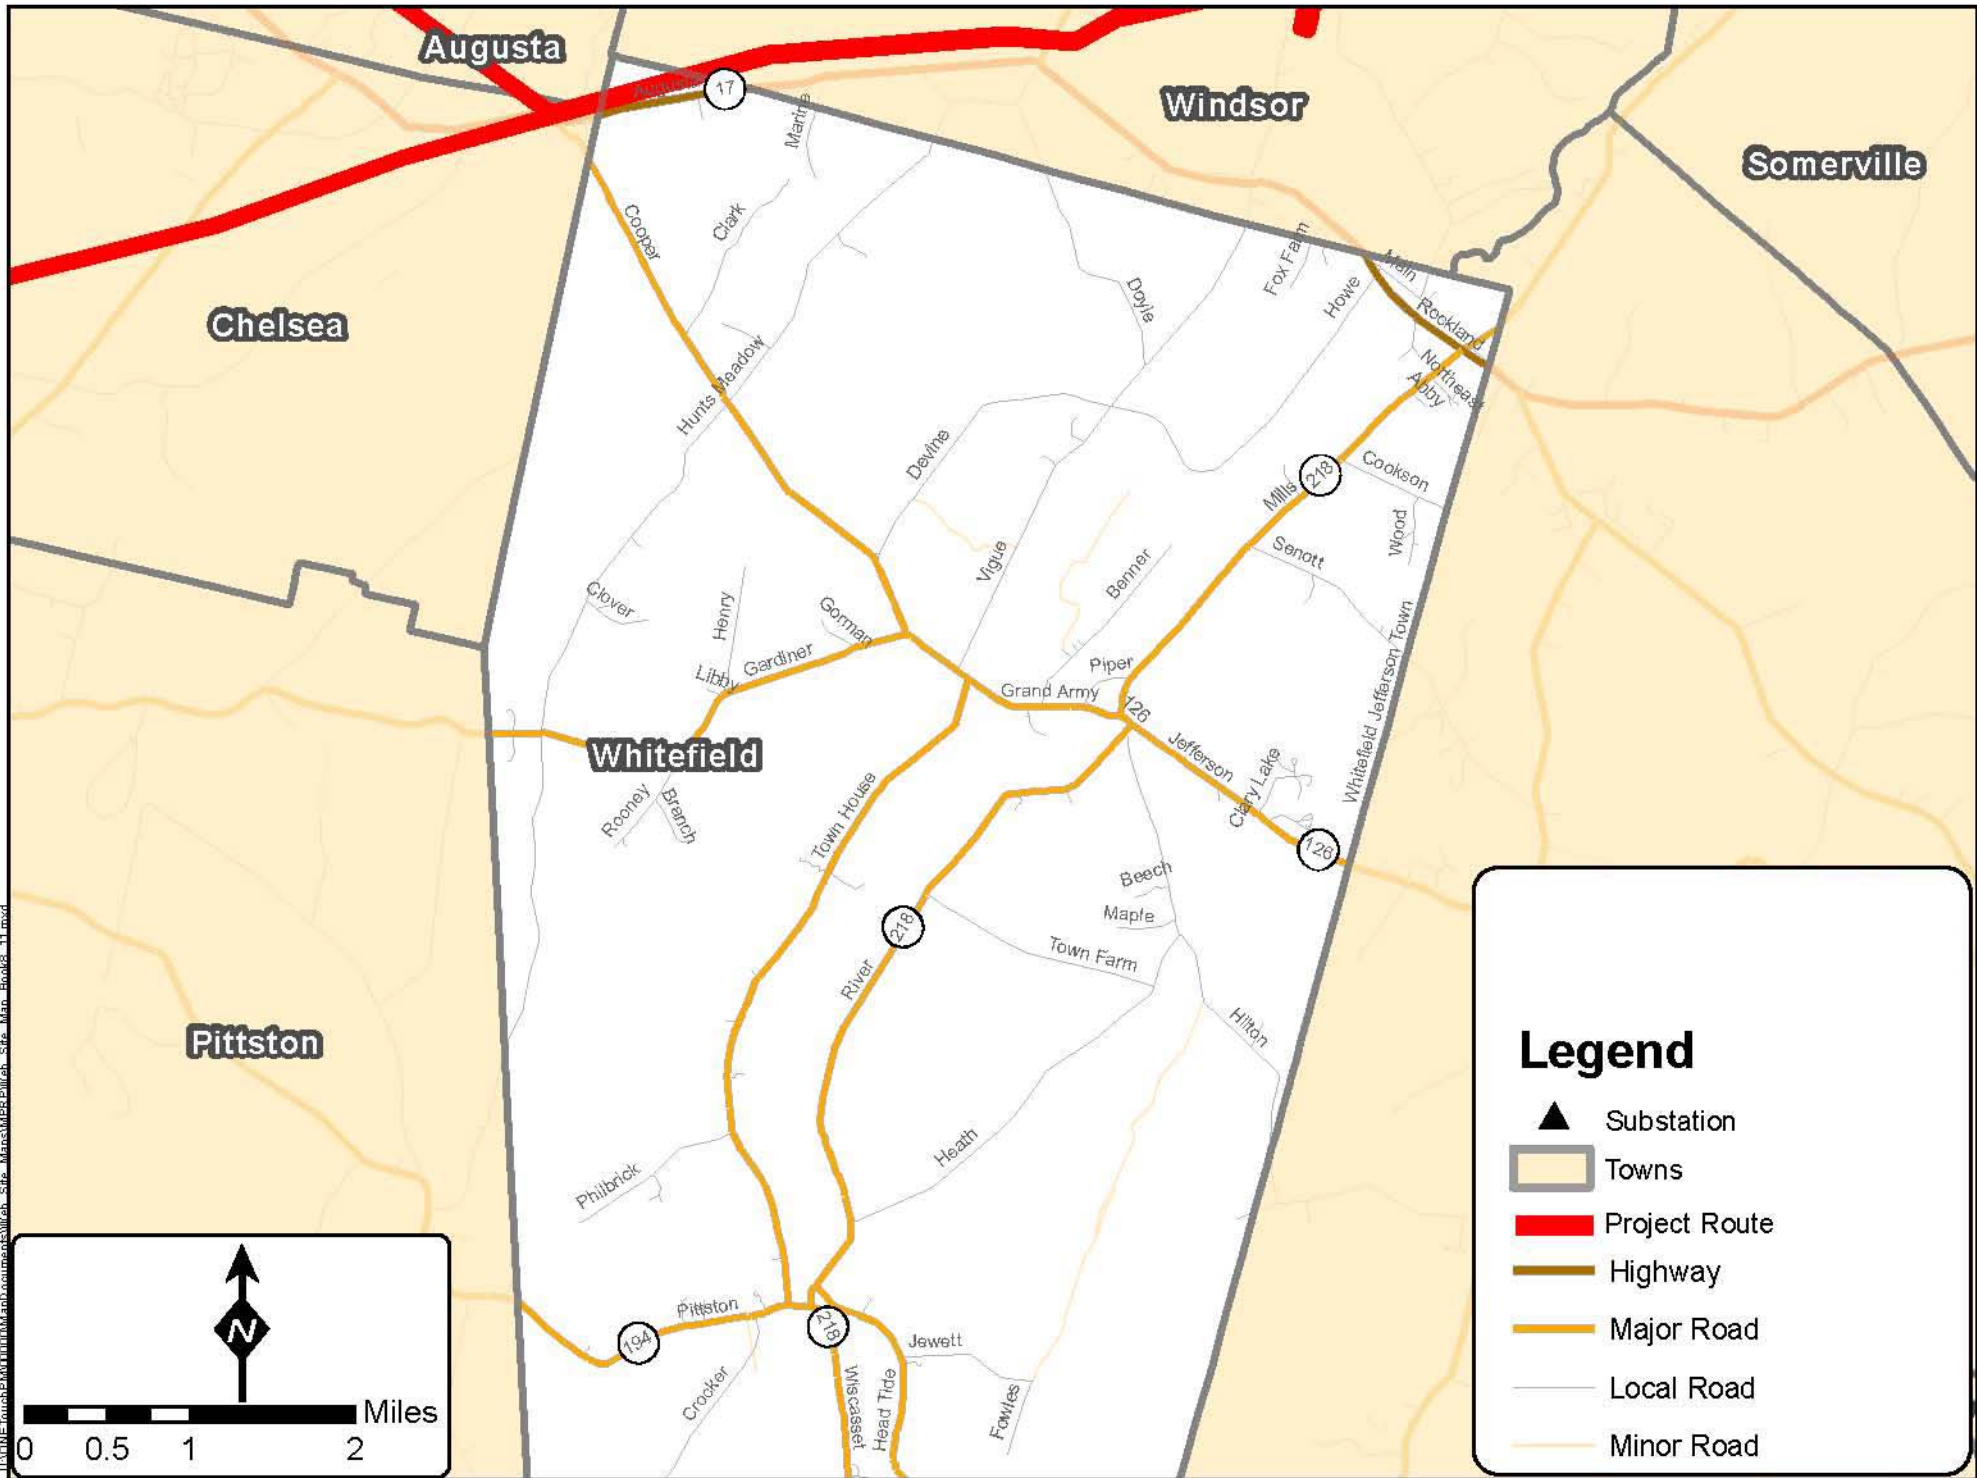 Augusta
Windsor
Somerville
Chelsea
Whitefield
Pittston
Augusta
17
Marine
Cooper
Clark
Hunts Meadow
Doyle
Fox Farm
Howe
Main
Rockland
Northeast
Abby
218
Cookson
Mills
Wood
Senott
Devine
Vigue
Benner
Clover
Henry
Gorman
Gardiner
Libby
Piper
Grand Army
126
Jefferson
Clary Lake
Whitefield Jefferson Town
126
Rooney
Branch
Town House
Beech
Maple
Town Farm
218
River
Hilton
Heath
Philbrick
Pittston
194
218
Jewett
Crocker
Wiscasset
Head Tide
Fowles
N
Miles
0 0.5 1 2
Legend
Substation
Towns
Project Route
Highway
Major Road
Local Road
Minor Road